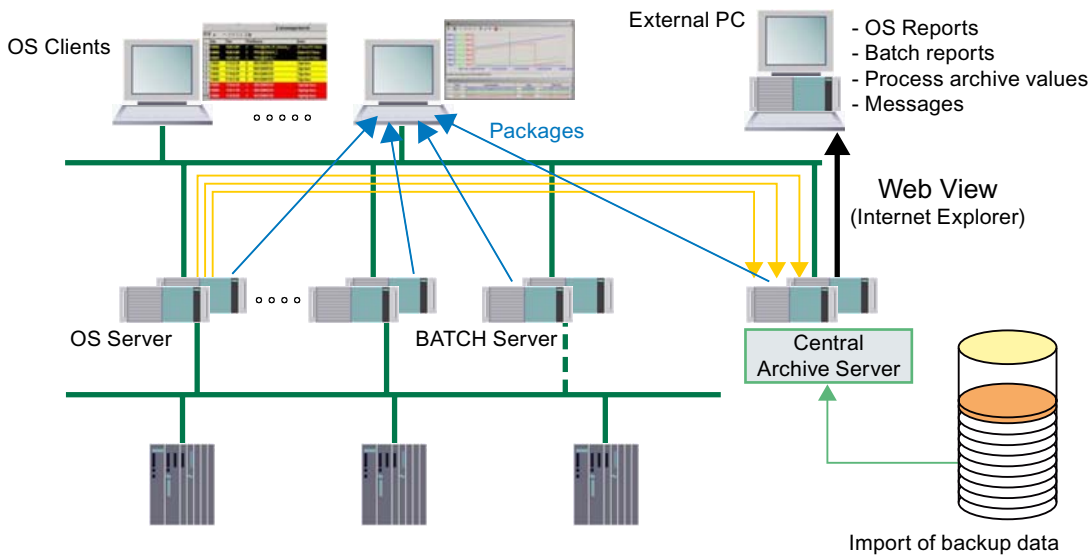 OS Clients
External PC
- OS Reports
- Batch reports
- Process archive values
- Messages
Packages
Web View
(Internet Explorer)
OS Server
BATCH Server
Central
Archive Server
Import of backup data